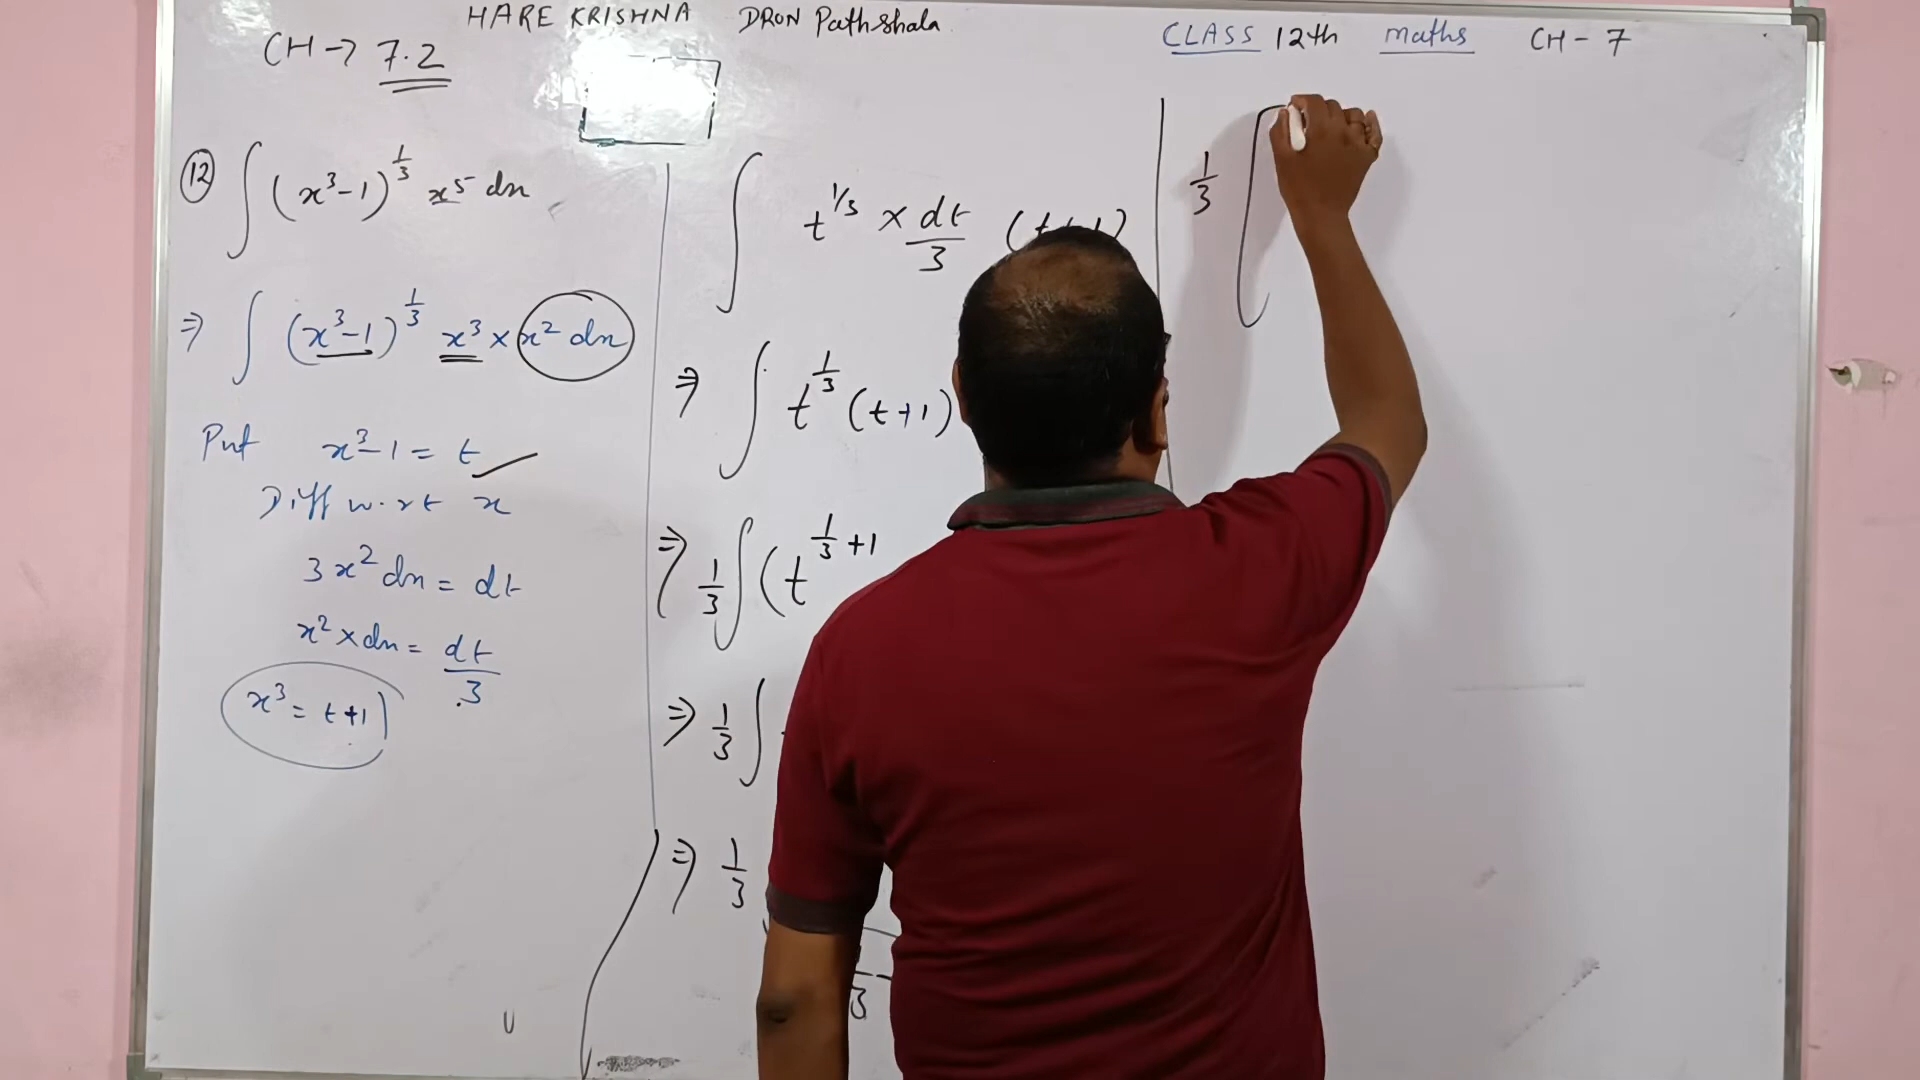 HARE KRISHNA DRON Pathshala
CLASS 12th maths CH - 7
CH → 7.2
⑫ ∫ (x³-1)^{1/3} x⁵ dx
⇒ ∫ (x³-1)^{1/3} x³ × x² dx
Put x³-1 = t
Diff w.r.t x
3x² dx = dt
x² × dx = dt/3
x³ = t+1
∫ t^{1/3} × dt/3 (t+1)
⇒ ∫ t^{1/3} (t+1)
⇒ 1/3 ∫ (t^{1/3 +1}
⇒ 1/3 ∫
⇒ 1/3
1/3